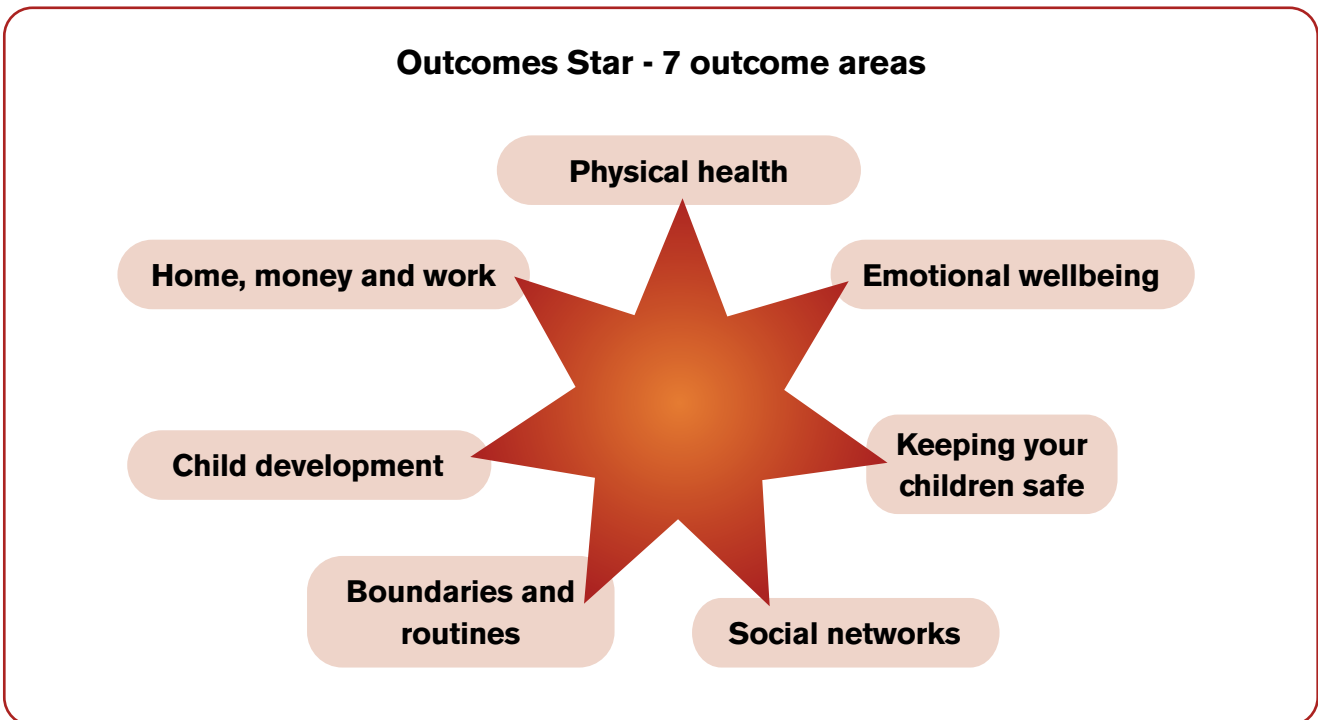 Outcomes Star - 7 outcome areas
Physical health
Home, money and work
Emotional wellbeing
Child development
Keeping your
children safe
Boundaries and
routines
Social networks